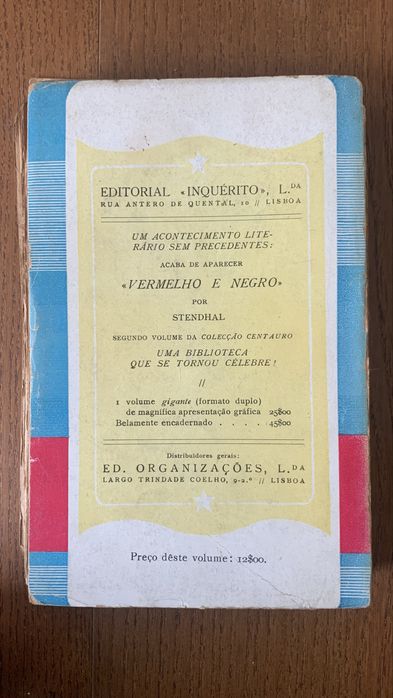 EDITORIAL «INQUÉRITO», L.DA
RUA ANTERO DE QUENTAL, 10 // LISBOA
UM ACONTECIMENTO LITE-
RÁRIO SEM PRECEDENTES:
ACABA DE APARECER
«VERMELHO E NEGRO»
POR
STENDHAL
SEGUNDO VOLUME DA COLECÇÃO CENTAURO
UMA BIBLIOTECA
QUE SE TORNOU CÉLEBRE!
//
1 volume gigante (formato duplo)
de magnífica apresentação gráfica 25$00
Belamente encadernado . . . . 45$00
Distribuidores gerais:
ED. ORGANIZAÇÕES, L.DA
LARGO TRINDADE COELHO, 9-2.º // LISBOA
Preço dêste volume: 12$00.